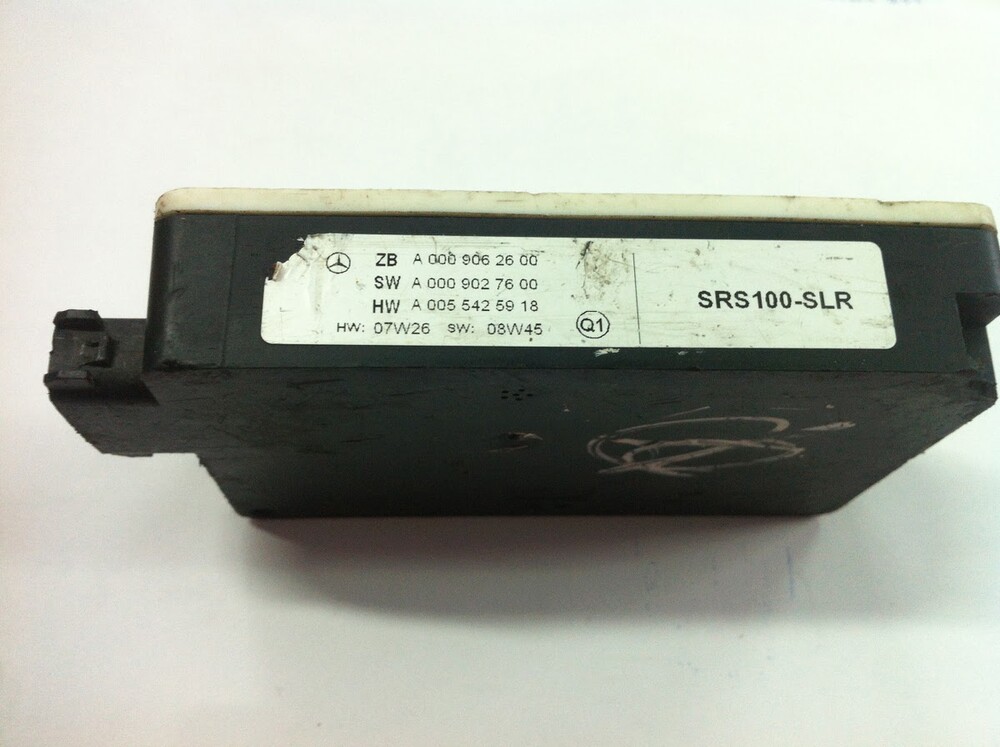 ZB A 000 906 26 00
SW A 000 902 76 00
HW A 005 542 59 18
HW: 07W26 SW: 08W45 Q1
SRS100-SLR